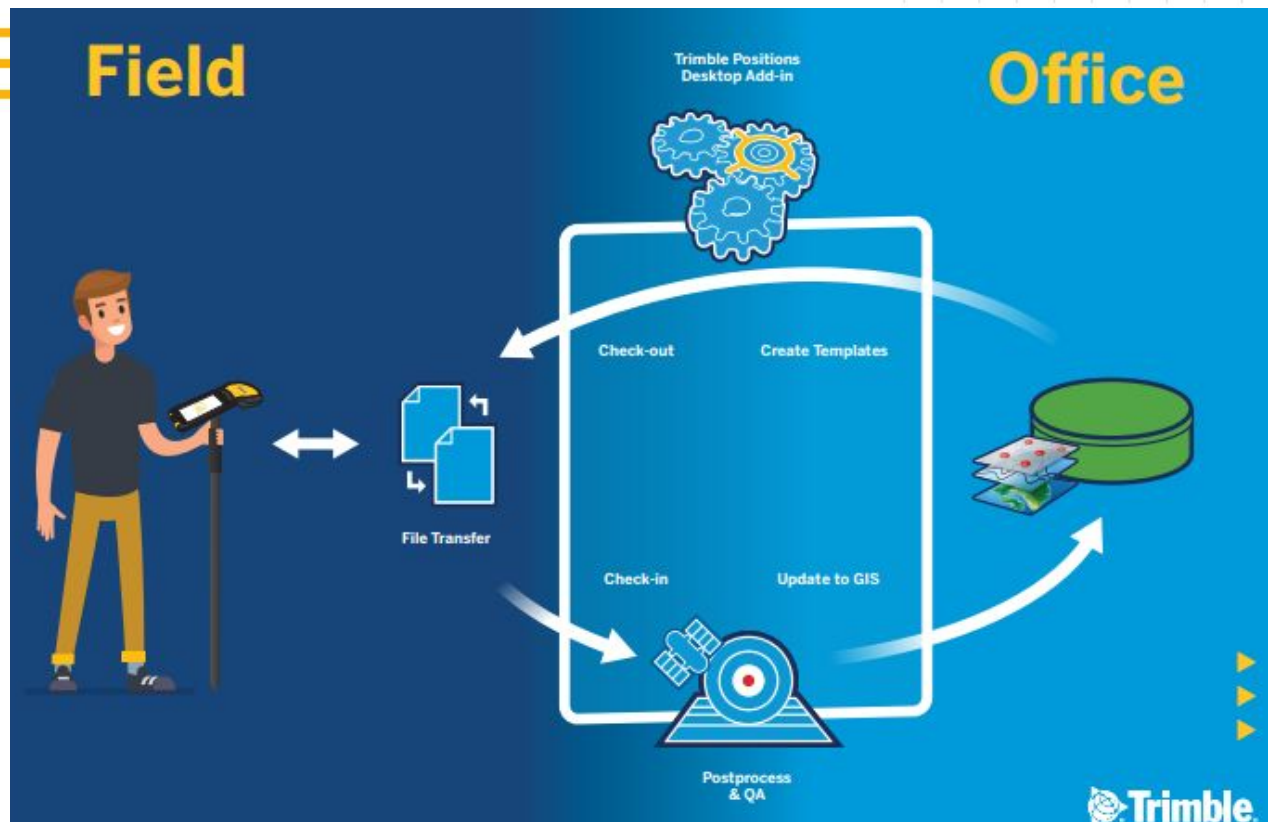 Field
Trimble Positions
Desktop Add-in
Office
Check-out
Create Templates
File Transfer
Check-in
Update to GIS
Postprocess
& QA
Trimble